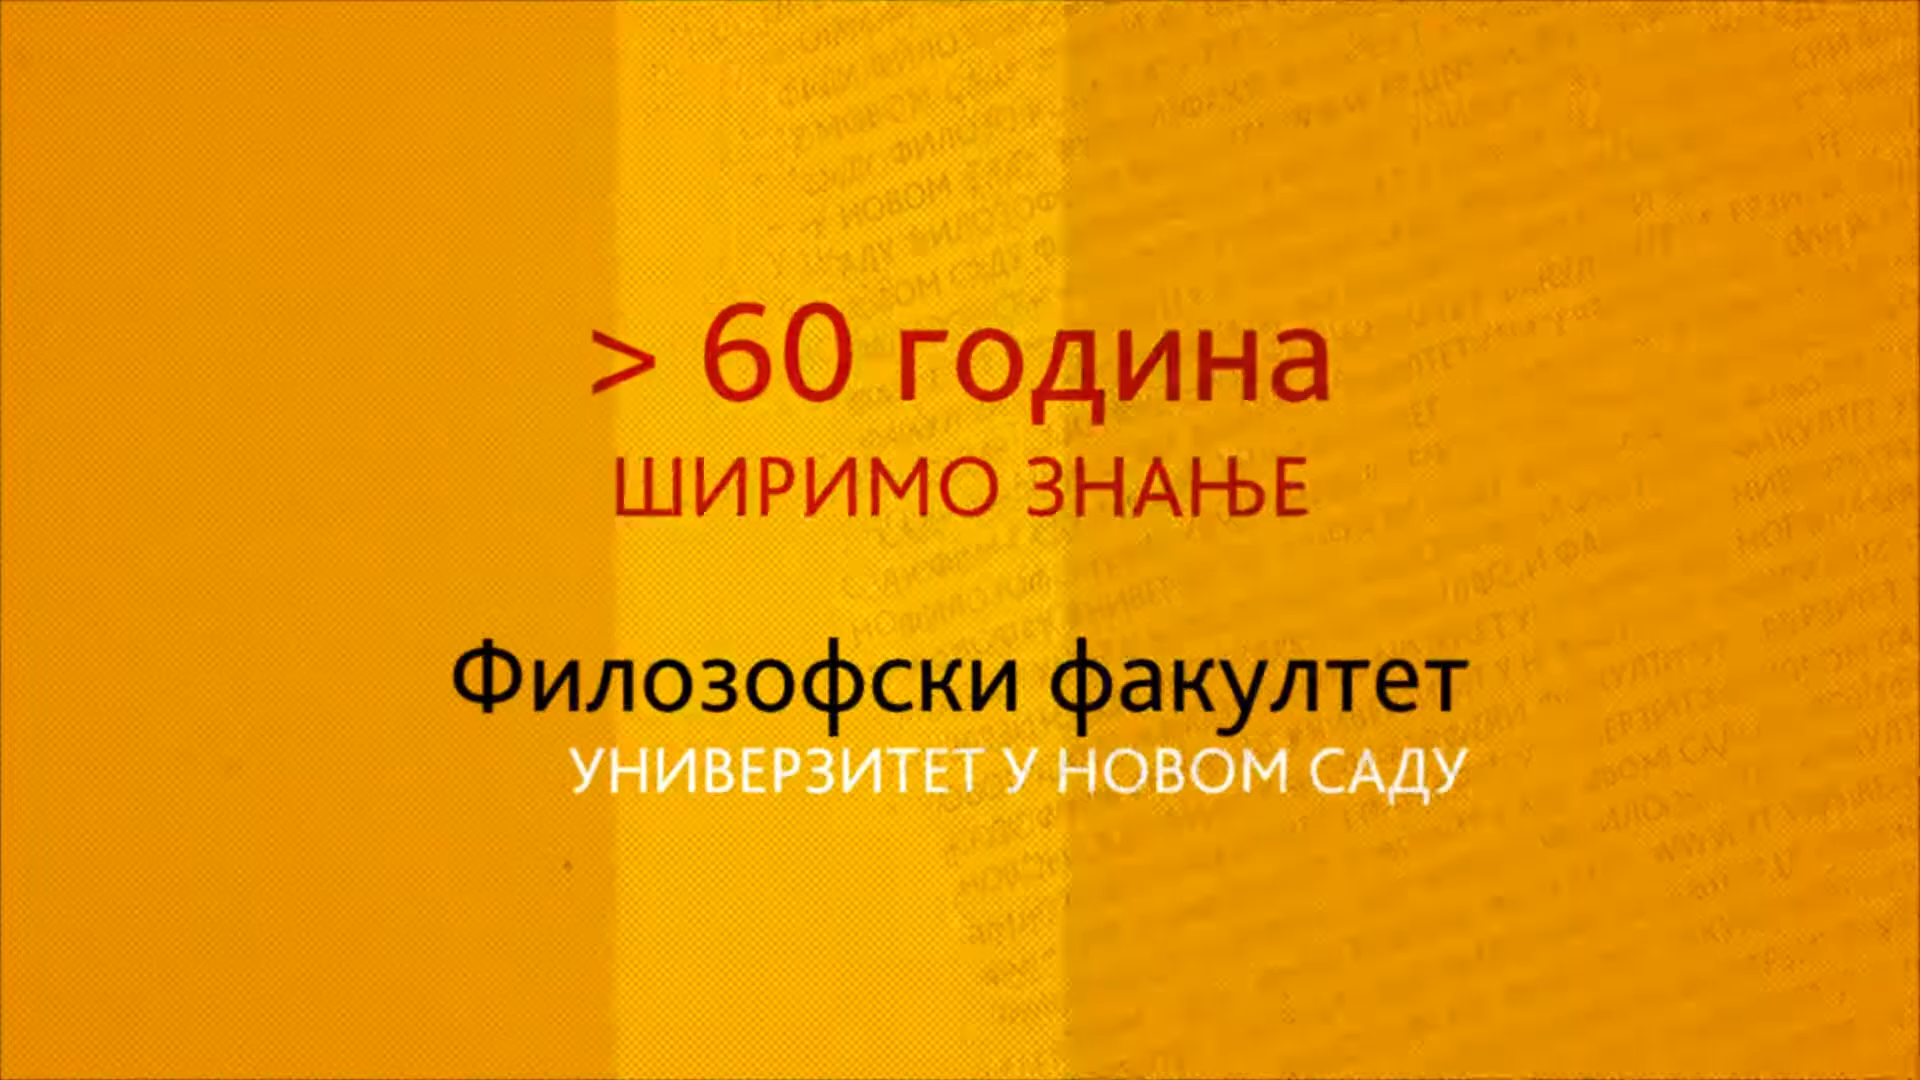 > 60 година
ШИРИМО ЗНАЊЕ
Филозофски факултет
УНИВЕРЗИТЕТ У НОВОМ САДУ